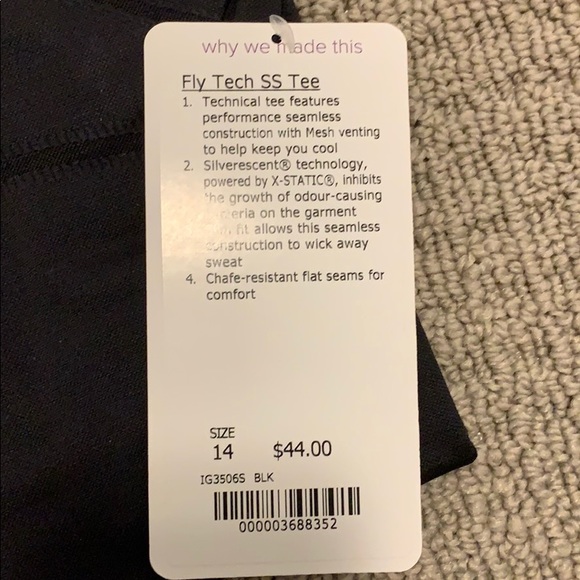 why we made this
Fly Tech SS Tee
1. Technical tee features
performance seamless
construction with Mesh venting
to help keep you cool
2. Silverescent® technology,
powered by X-STATIC®, inhibits
the growth of odour-causing
on the garment
fit allows this seamless
construction to wick away
sweat
4. Chafe-resistant flat seams for
comfort
SIZE
14 $44.00
IG3506S BLK
000003688352